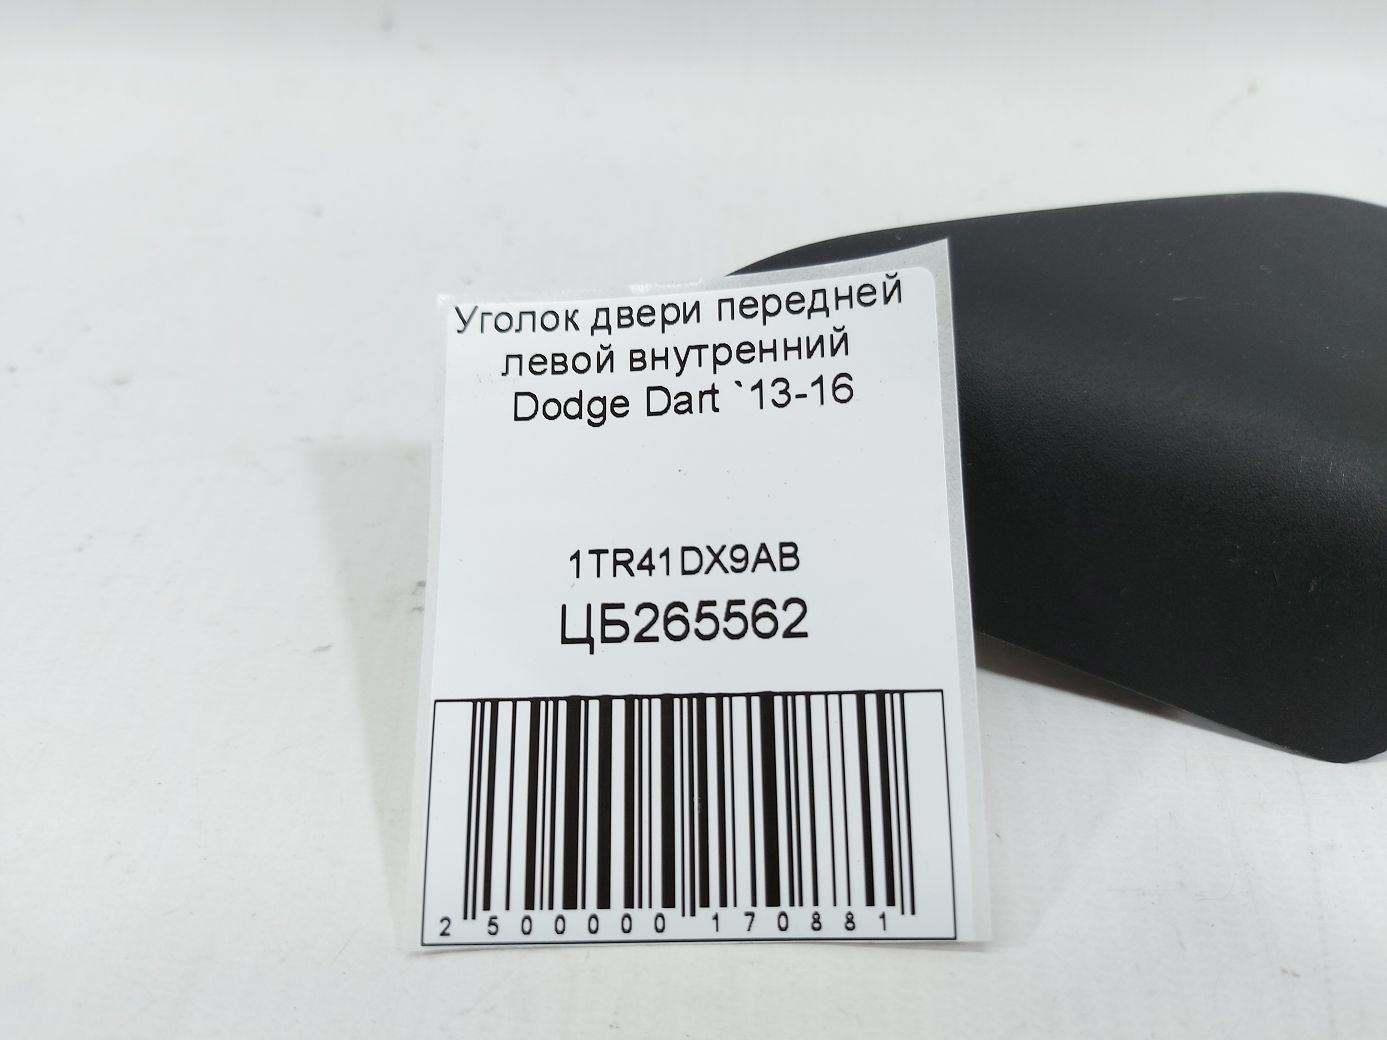 Уголок двери передней
левой внутренний
Dodge Dart `13-16
1TR41DX9AB
ЦБ265562
2 500000 170881